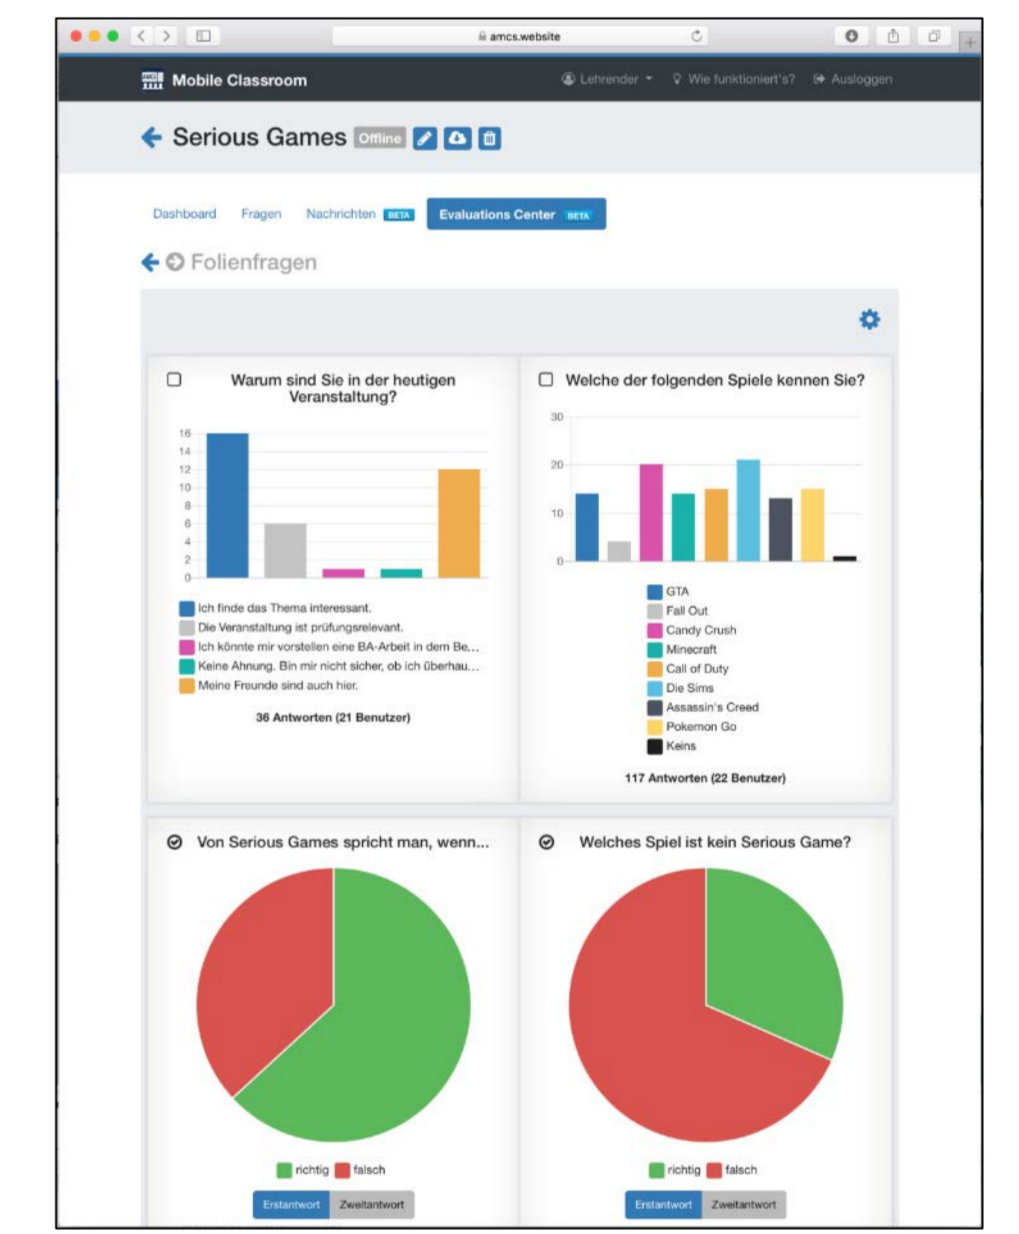 amcs.website
Mobile Classroom
Lehrender
Wie funktioniert's?
Ausloggen
Serious Games Offline
Dashboard
Fragen
Nachrichten BETA
Evaluations Center BETA
Folienfragen
Warum sind Sie in der heutigen
Veranstaltung?
16
14
12
10
8
6
4
2
0
Ich finde das Thema interessant.
Die Veranstaltung ist prüfungsrelevant.
Ich könnte mir vorstellen eine BA-Arbeit in dem Be...
Keine Ahnung. Bin mir nicht sicher, ob ich überhau...
Meine Freunde sind auch hier.
36 Antworten (21 Benutzer)
Welche der folgenden Spiele kennen Sie?
30
20
10
0
GTA
Fall Out
Candy Crush
Minecraft
Call of Duty
Die Sims
Assassin's Creed
Pokemon Go
Keins
117 Antworten (22 Benutzer)
Von Serious Games spricht man, wenn...
richtig falsch
Erstantwort Zweitantwort
Welches Spiel ist kein Serious Game?
richtig falsch
Erstantwort Zweitantwort